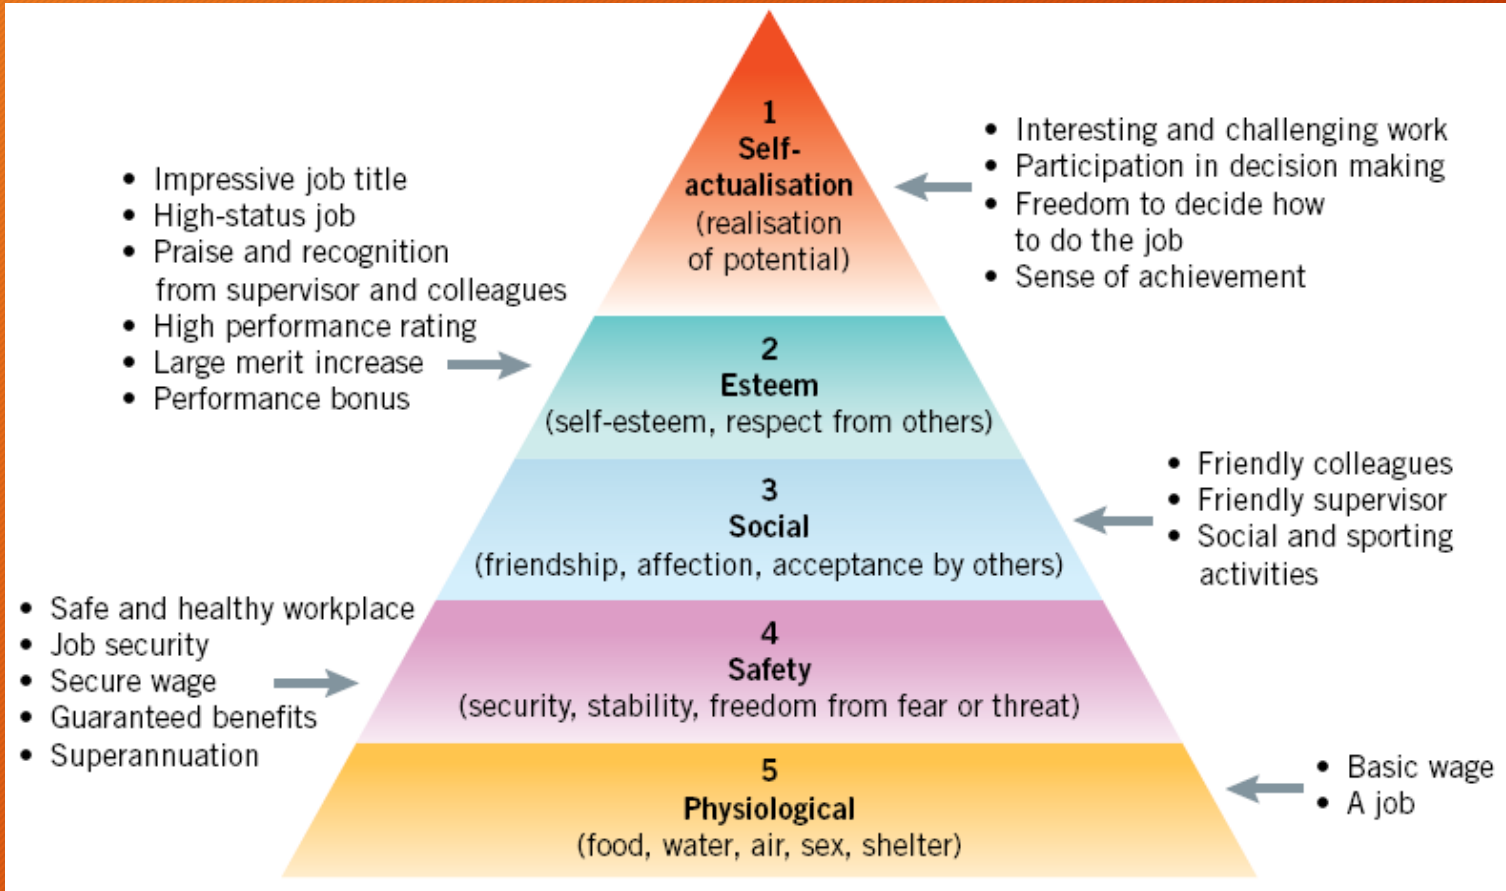 1
Self-
actualisation
(realisation
of potential)
• Interesting and challenging work
• Participation in decision making
• Freedom to decide how
to do the job
• Sense of achievement
• Impressive job title
• High-status job
• Praise and recognition
from supervisor and colleagues
• High performance rating
• Large merit increase
• Performance bonus
2
Esteem
(self-esteem, respect from others)
3
Social
(friendship, affection, acceptance by others)
• Friendly colleagues
• Friendly supervisor
• Social and sporting
activities
• Safe and healthy workplace
• Job security
• Secure wage
• Guaranteed benefits
• Superannuation
4
Safety
(security, stability, freedom from fear or threat)
5
Physiological
(food, water, air, sex, shelter)
• Basic wage
• A job